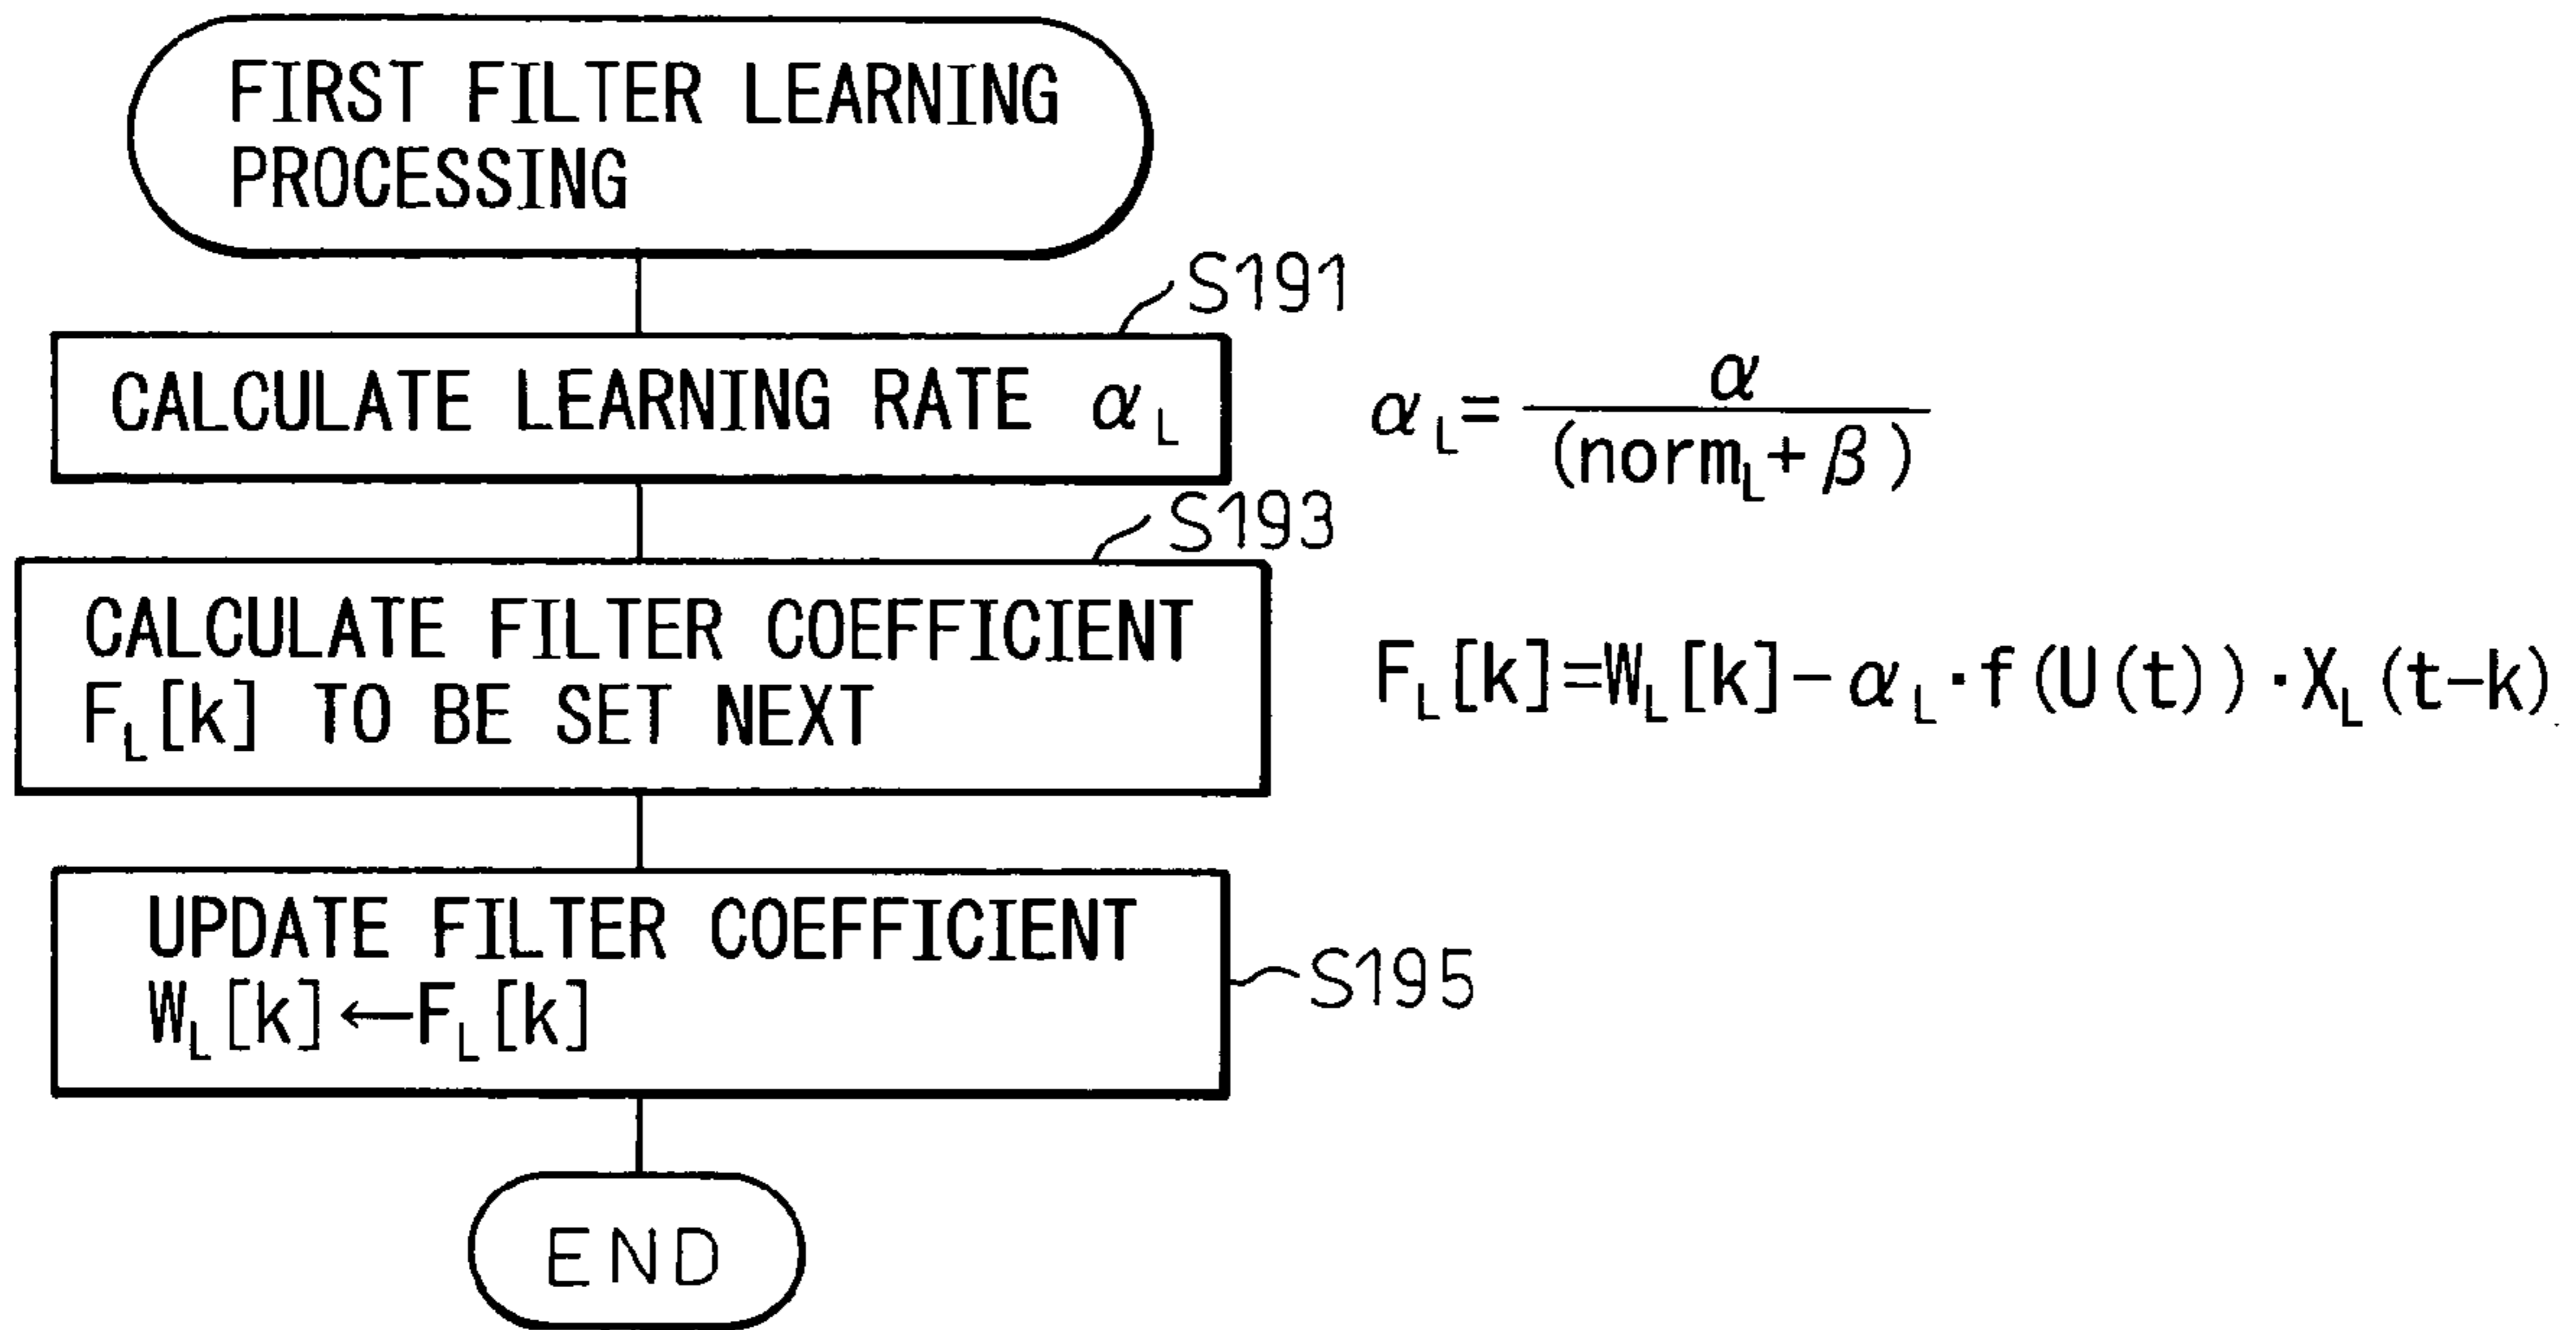 FIRST FILTER LEARNING
PROCESSING
S191
CALCULATE LEARNING RATE α_L
α_L = α / (norm_L + β)
S193
CALCULATE FILTER COEFFICIENT
F_L[k] TO BE SET NEXT
F_L[k]=W_L[k]-α_L·f(U(t))·X_L(t-k)
UPDATE FILTER COEFFICIENT
W_L[k]←F_L[k]
S195
END